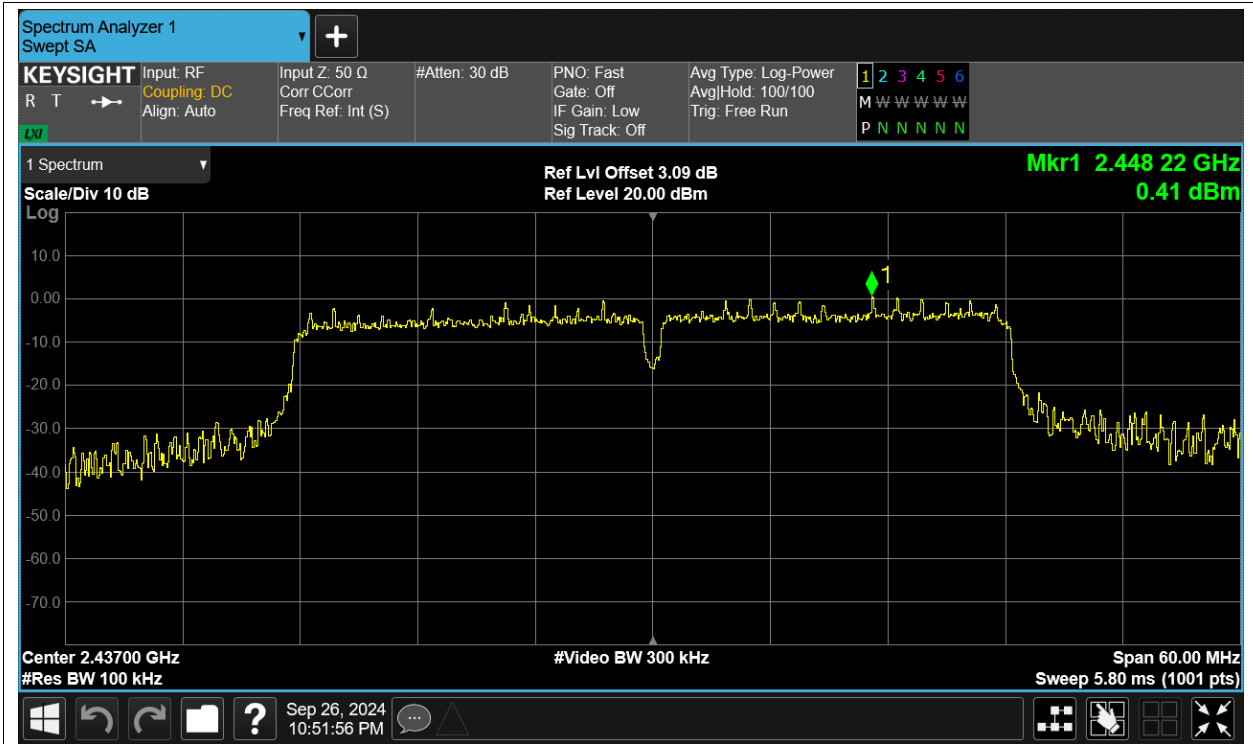 Spectrum Analyzer 1
Swept SA
KEYSIGHT
R T
LXI
Input: RF
Coupling: DC
Align: Auto
Input Z: 50 Ω
Corr CCorr
Freq Ref: Int (S)
#Atten: 30 dB
PNO: Fast
Gate: Off
IF Gain: Low
Sig Track: Off
Avg Type: Log-Power
Avg|Hold: 100/100
Trig: Free Run
1 2 3 4 5 6
M W W W W W
P N N N N N
1 Spectrum
Scale/Div 10 dB
Log
Ref Lvl Offset 3.09 dB
Ref Level 20.00 dBm
Mkr1 2.448 22 GHz
0.41 dBm
1
10.0
0.00
-10.0
-20.0
-30.0
-40.0
-50.0
-60.0
-70.0
Center 2.43700 GHz
#Res BW 100 kHz
#Video BW 300 kHz
Span 60.00 MHz
Sweep 5.80 ms (1001 pts)
?
Sep 26, 2024
10:51:56 PM